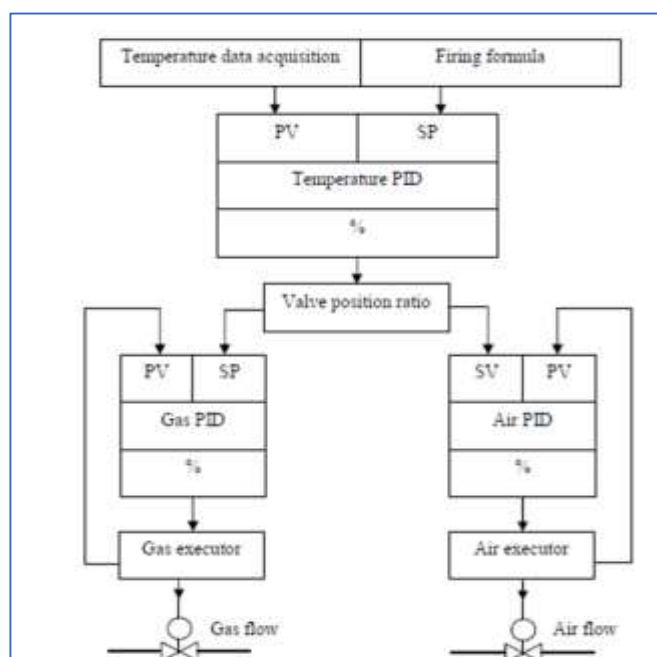 Temperature data acquisition Firing formula
PV SP
Temperature PID
%
Valve position ratio
PV SP SV PV
Gas PID Air PID
% %
Gas executor Air executor
Gas flow Air flow